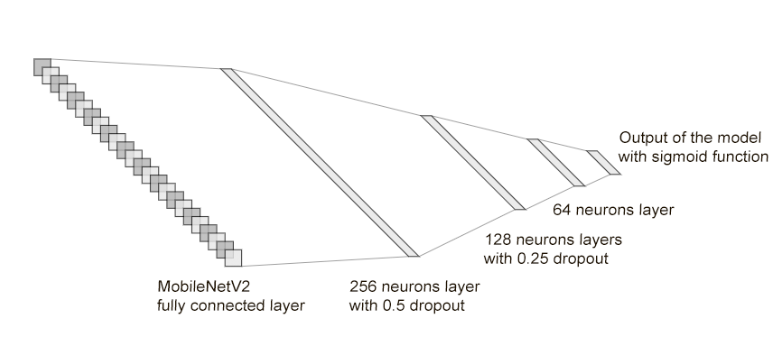 Output of the model
with sigmoid function
64 neurons layer
128 neurons layers
with 0.25 dropout
MobileNetV2
fully connected layer
256 neurons layer
with 0.5 dropout